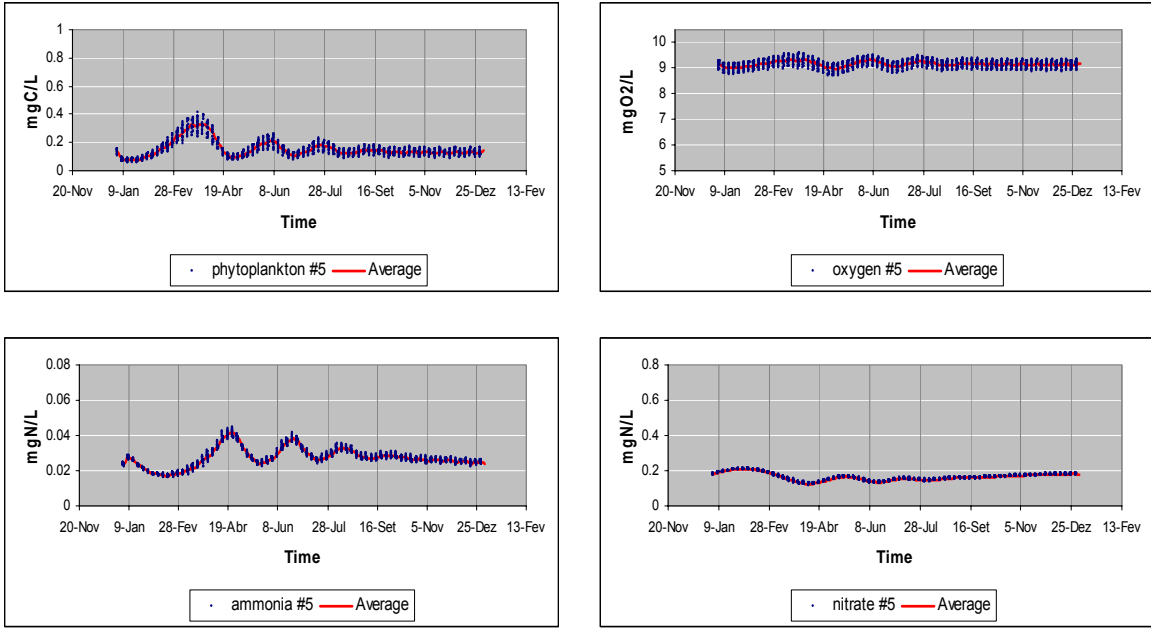 mgC/L
1
0.8
0.6
0.4
0.2
0
20-Nov 9-Jan 28-Fev 19-Abr 8-Jun 28-Jul 16-Set 5-Nov 25-Dez 13-Fev
Time
phytoplankton #5 Average
mgO2/L
10
9
8
7
6
5
20-Nov 9-Jan 28-Fev 19-Abr 8-Jun 28-Jul 16-Set 5-Nov 25-Dez 13-Fev
Time
oxygen #5 Average
mgN/L
0.08
0.06
0.04
0.02
0
20-Nov 9-Jan 28-Fev 19-Abr 8-Jun 28-Jul 16-Set 5-Nov 25-Dez 13-Fev
Time
ammonia #5 Average
mgN/L
0.8
0.6
0.4
0.2
0
20-Nov 9-Jan 28-Fev 19-Abr 8-Jun 28-Jul 16-Set 5-Nov 25-Dez 13-Fev
Time
nitrate #5 Average